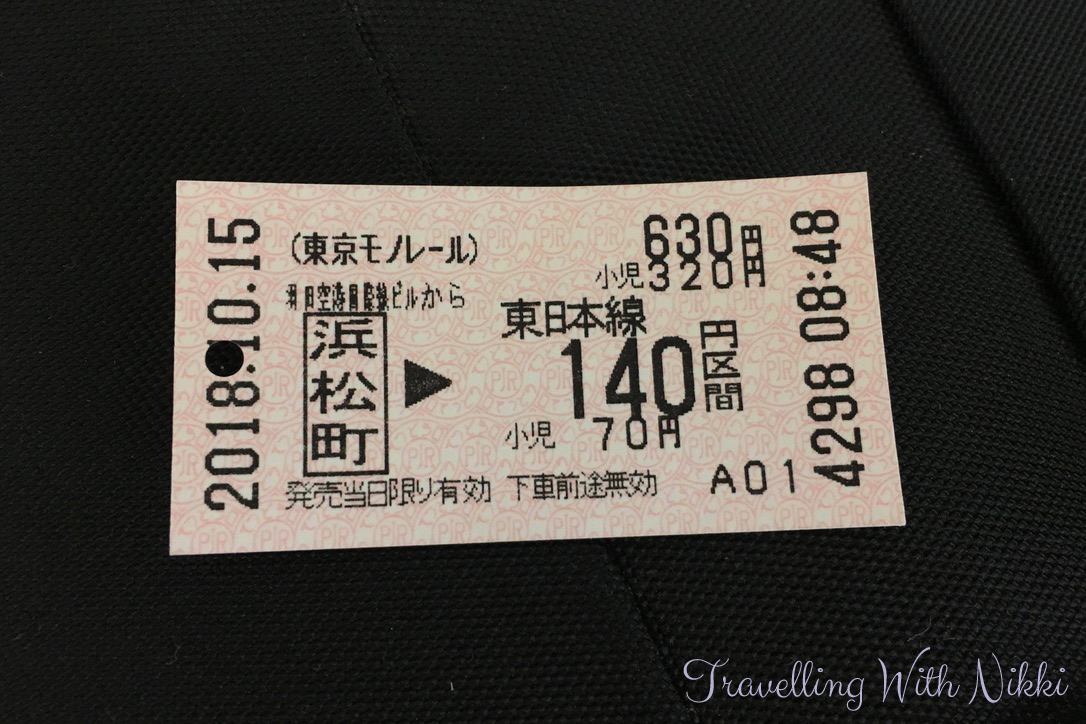 2018.10.15
(東京モノレール)
羽田空港国際線ビルから
浜松町
▶
630円
小児320円
東日本線
140円区間
小児 70円
発売当日限り有効 下車前途無効
A01
4298 08:48
Travelling With Nikki